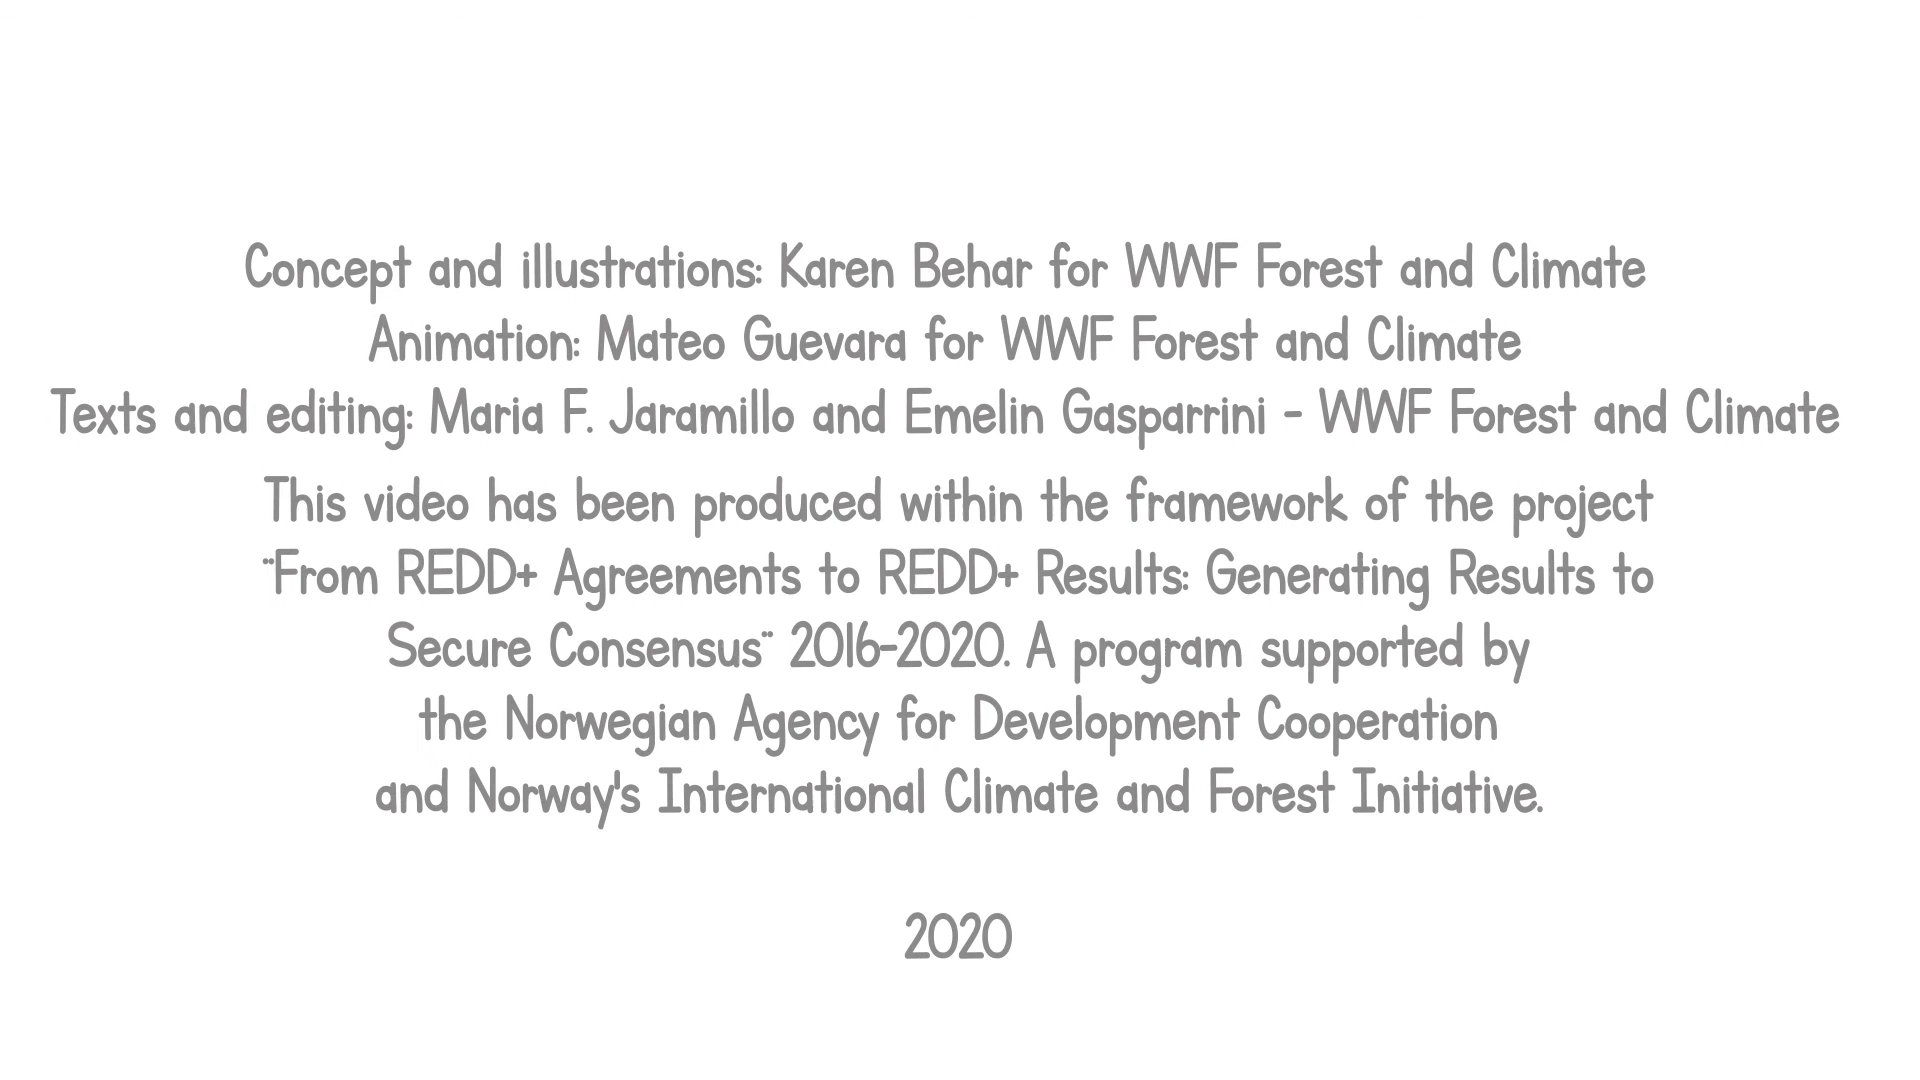 Concept and illustrations: Karen Behar for WWF Forest and Climate
Animation: Mateo Guevara for WWF Forest and Climate
Texts and editing: Maria F. Jaramillo and Emelin Gasparrini - WWF Forest and Climate
This video has been produced within the framework of the project
¨From REDD+ Agreements to REDD+ Results: Generating Results to
Secure Consensus¨ 2016-2020. A program supported by
the Norwegian Agency for Development Cooperation
and Norway's International Climate and Forest Initiative.
2020